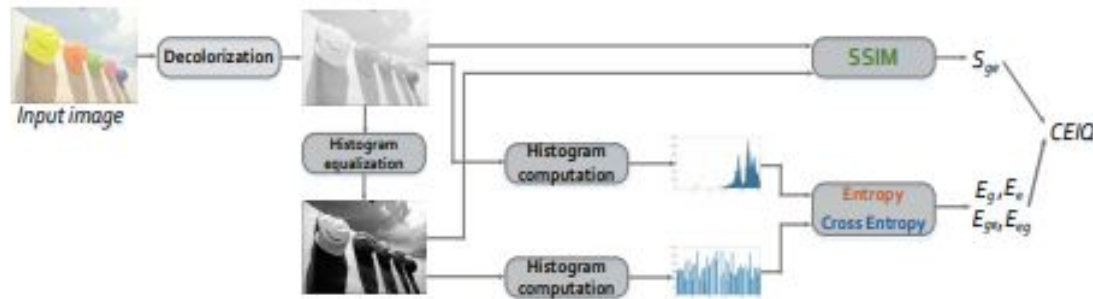 Input image
Decolorization
Histogram
equalization
SSIM
S_ge
Histogram
computation
Histogram
computation
Entropy
Cross Entropy
E_g, E_e
E_ge, E_eg
CEIQ